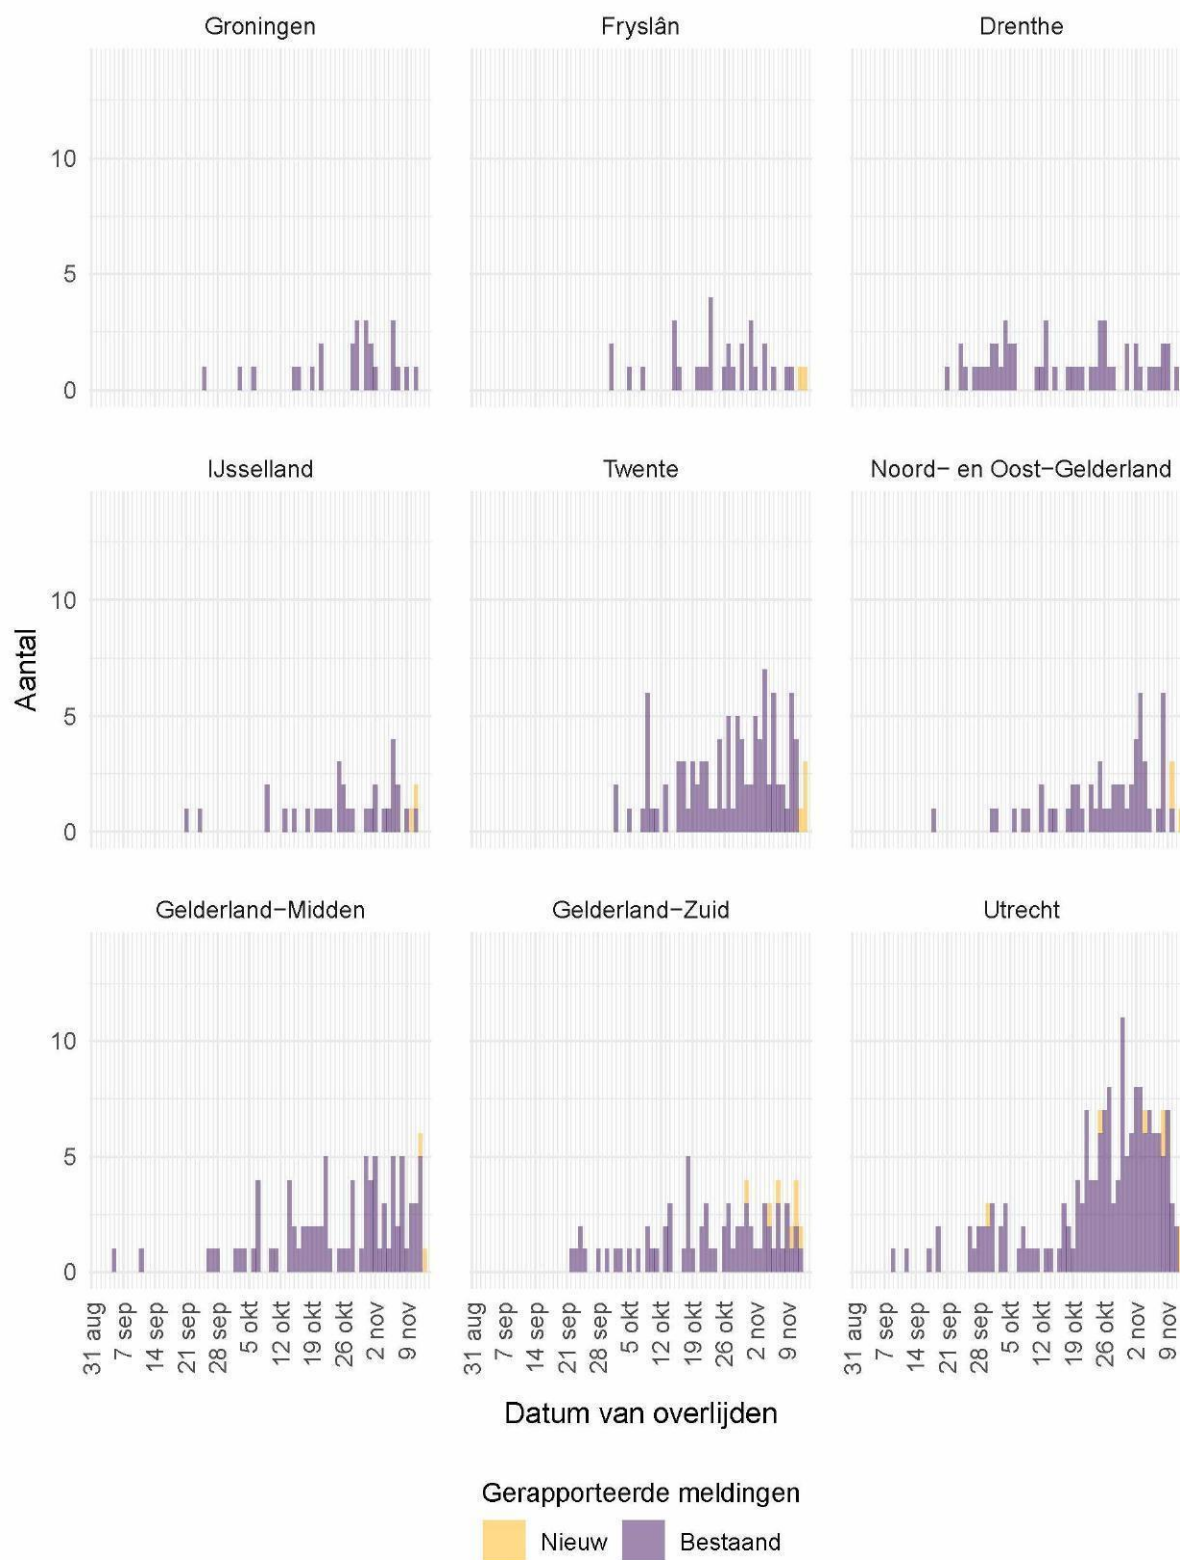 Groningen Fryslân Drenthe
10
5
0
IJsselland Twente Noord- en Oost-Gelderland
10
5
0
Aantal
Gelderland-Midden Gelderland-Zuid Utrecht
10
5
0
31 aug 7 sep 14 sep 21 sep 28 sep 5 okt 12 okt 19 okt 26 okt 2 nov 9 nov 31 aug 7 sep 14 sep 21 sep 28 sep 5 okt 12 okt 19 okt 26 okt 2 nov 9 nov 31 aug 7 sep 14 sep 21 sep 28 sep 5 okt 12 okt 19 okt 26 okt 2 nov 9 nov
Datum van overlijden
Gerapporteerde meldingen
Nieuw Bestaand